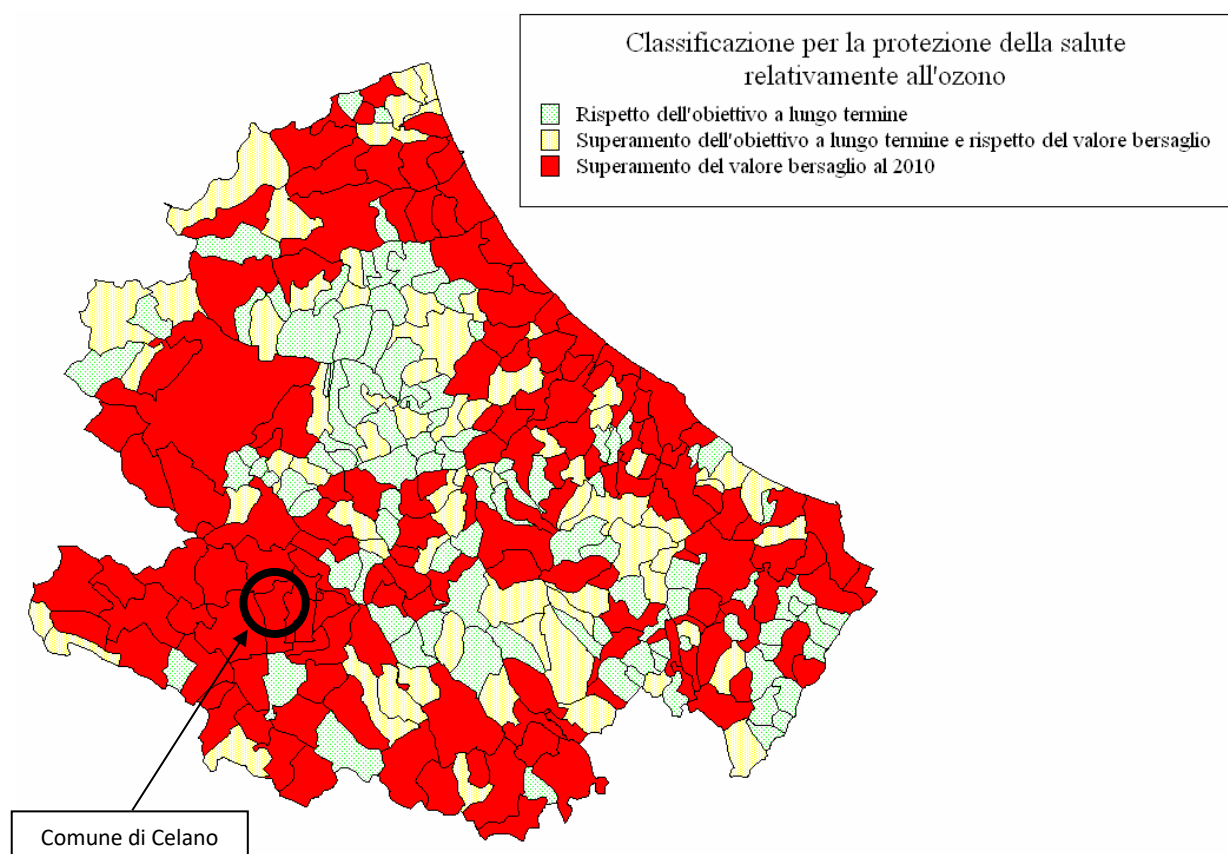 Classificazione per la protezione della salute
relativamente all'ozono
Rispetto dell'obiettivo a lungo termine
Superamento dell'obiettivo a lungo termine e rispetto del valore bersaglio
Superamento del valore bersaglio al 2010
Comune di Celano